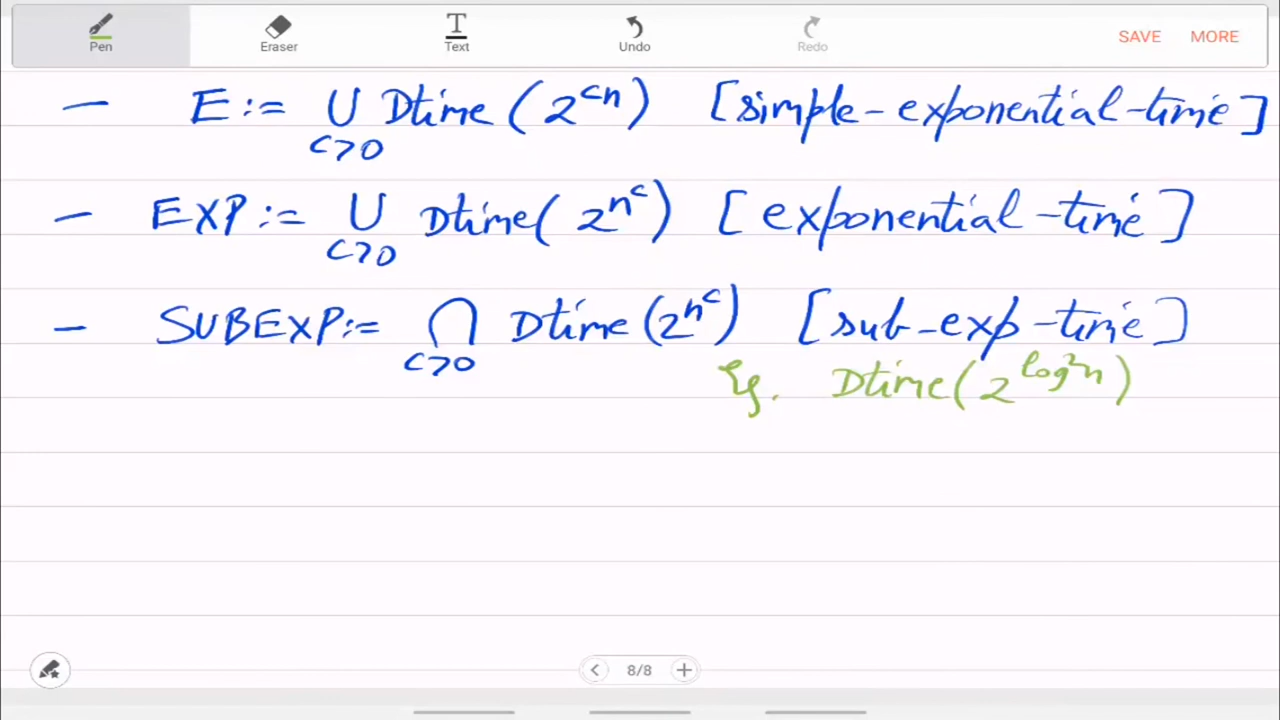 Pen Eraser Text Undo Redo SAVE MORE
- E := ∪_{c>0} Dtime(2^{cn}) [simple-exponential-time]
- EXP := ∪_{c>0} Dtime(2^{n^c}) [exponential-time]
- SUBEXP := ∩_{c>0} Dtime(2^{n^c}) [sub-exp-time]
Eg. Dtime(2^{log²n})
8/8